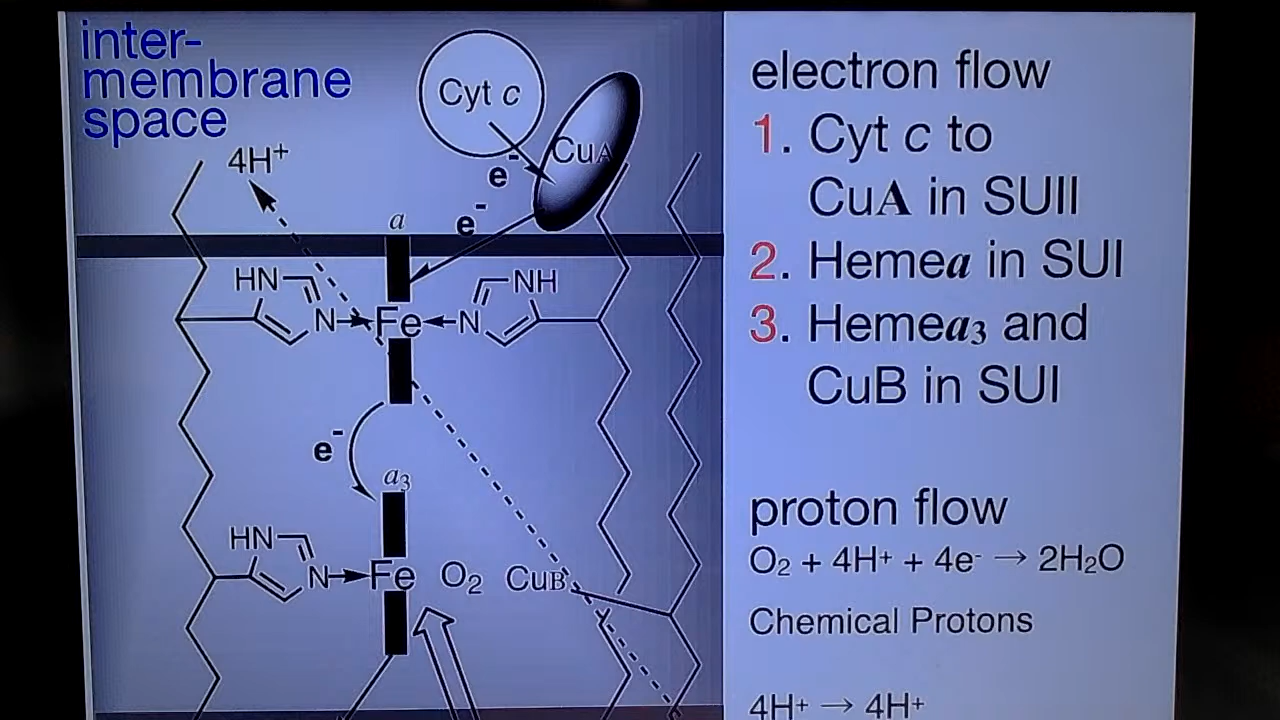 inter-
membrane
space
4H+
Cyt c
CuA
e-
e-
a
HN
N
Fe
N
NH
e-
a3
HN
N
Fe
O2
CuB
electron flow
1. Cyt c to
CuA in SUII
2. Hemea in SUI
3. Hemea3 and
CuB in SUI
proton flow
O2 + 4H+ + 4e- → 2H2O
Chemical Protons
4H+ → 4H+